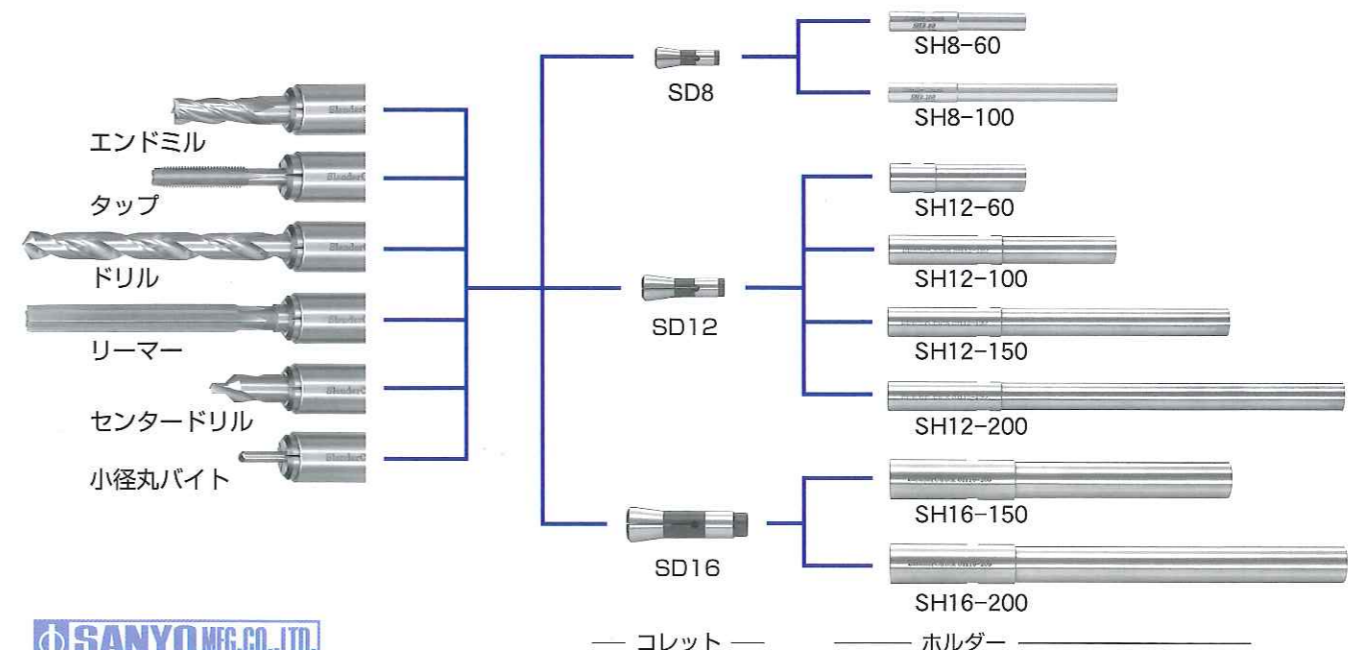 エンドミル
タップ
ドリル
リーマー
センタードリル
小径丸バイト
SD8
SD12
SD16
SH8-60
SH8-100
SH12-60
SH12-100
SH12-150
SH12-200
SH16-150
SH16-200
コレット
ホルダー
SANYO MFG.CO.,LTD.